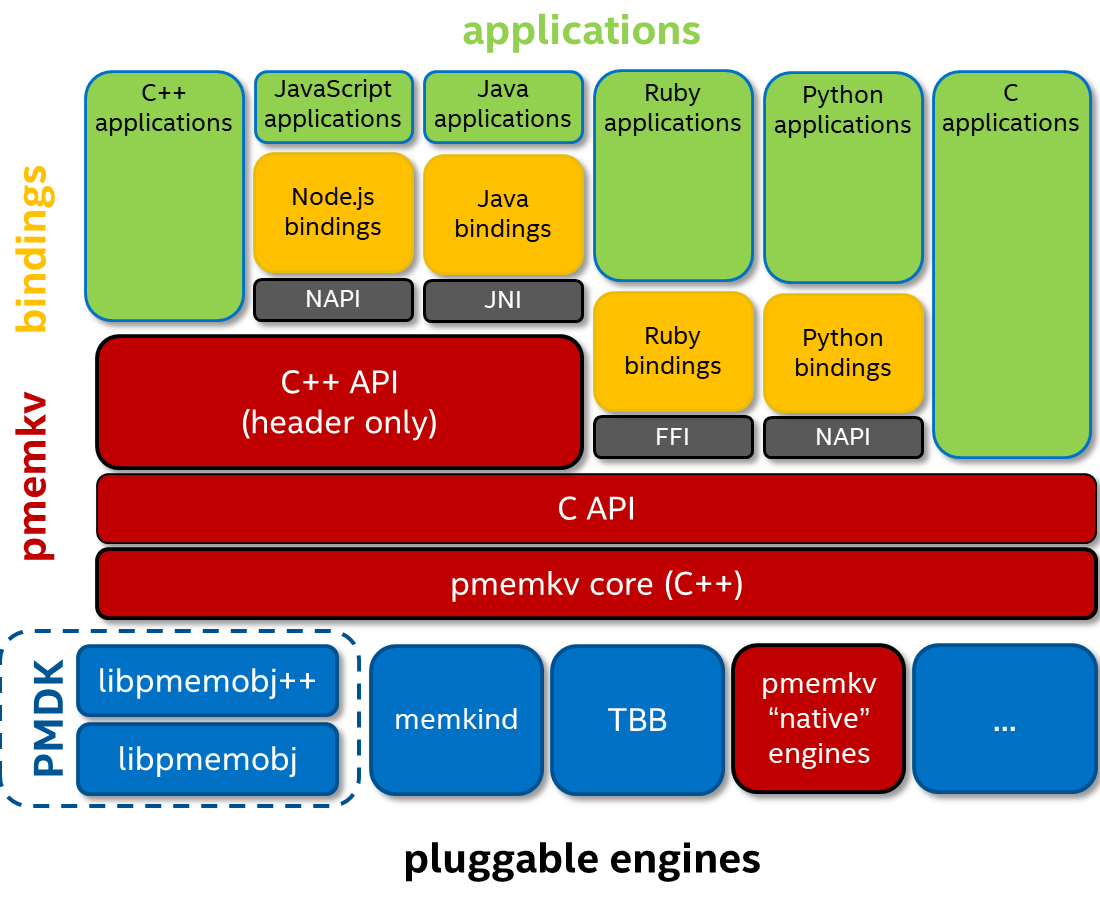 applications
C++
applications
JavaScript
applications
Java
applications
Ruby
applications
Python
applications
C
applications
bindings
Node.js
bindings
Java
bindings
NAPI
JNI
Ruby
bindings
Python
bindings
FFI
NAPI
pmemkv
C++ API
(header only)
C API
pmemkv core (C++)
PMDK
libpmemobj++
libpmemobj
memkind
TBB
pmemkv
“native”
engines
...
pluggable engines